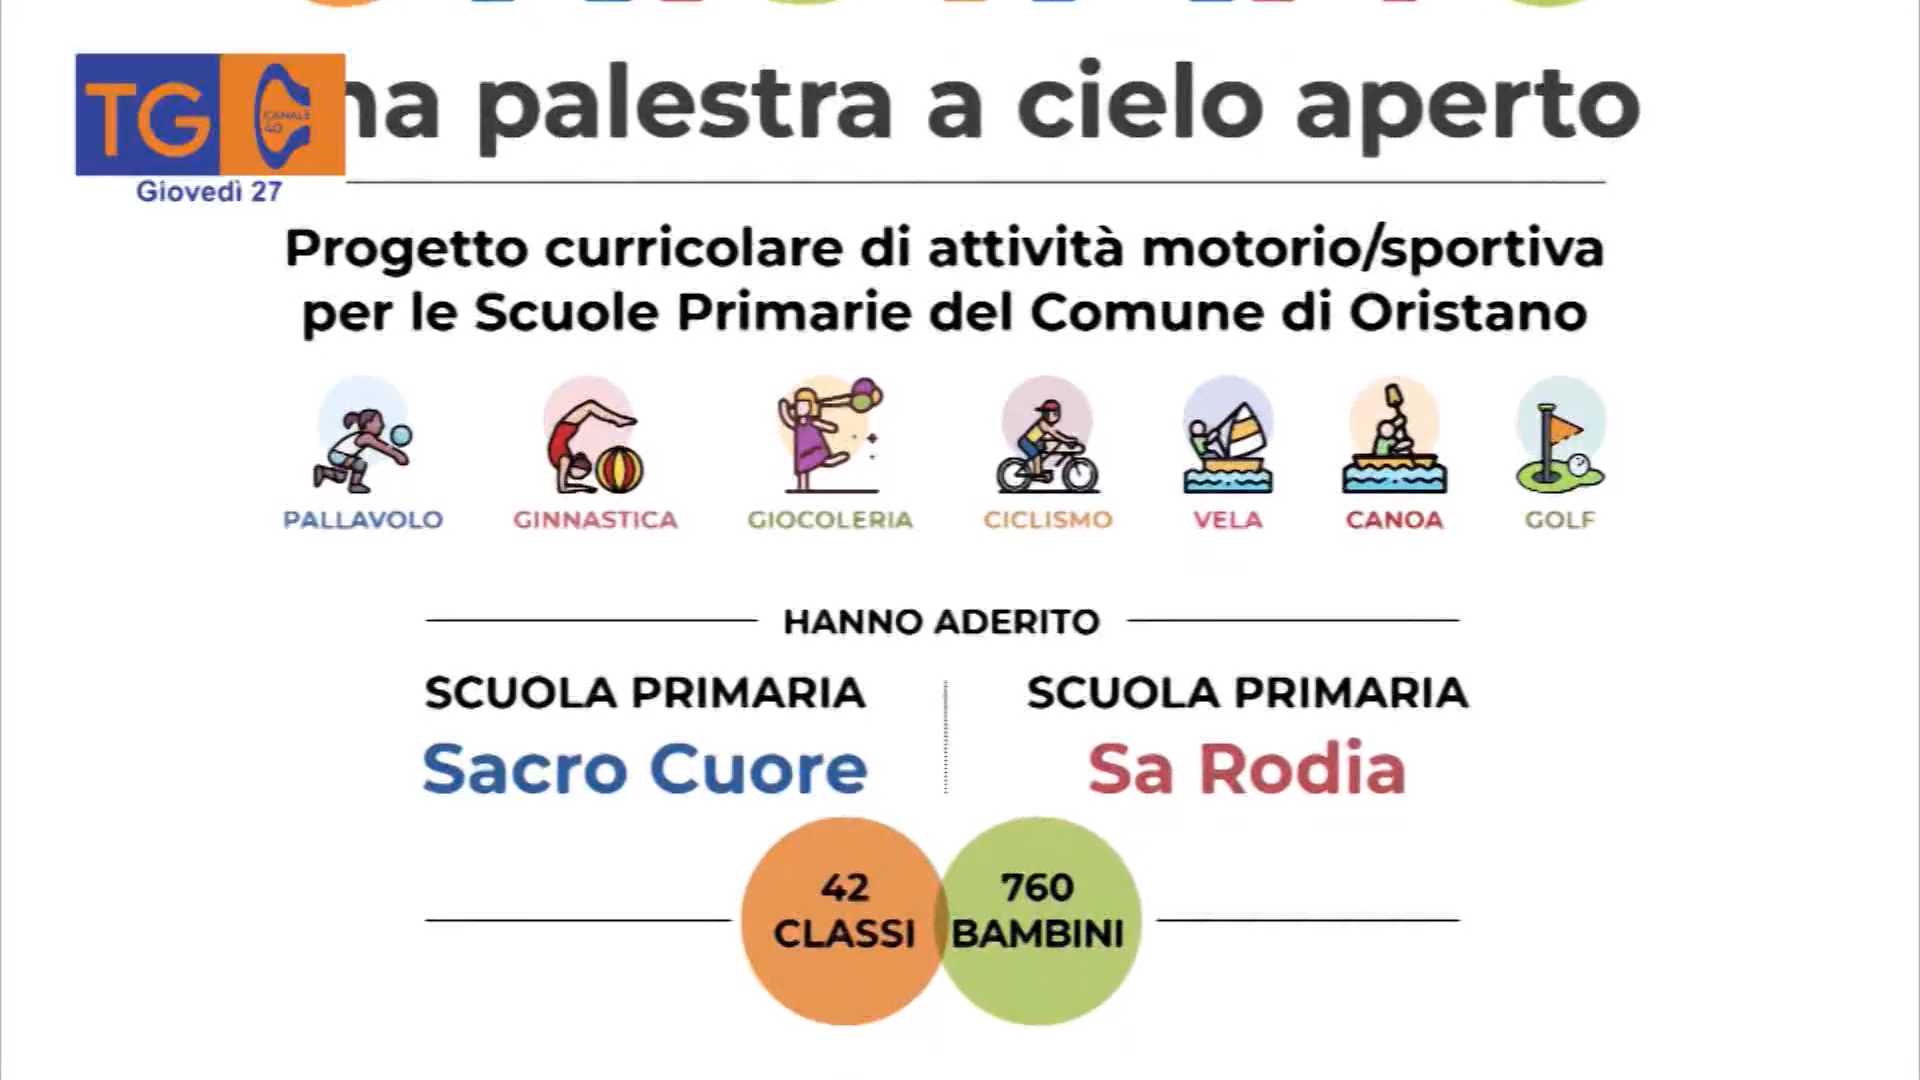 TG
CANALE
40
Giovedì 27
na palestra a cielo aperto
Progetto curricolare di attività motorio/sportiva
per le Scuole Primarie del Comune di Oristano
PALLAVOLO GINNASTICA GIOCOLERIA CICLISMO VELA CANOA GOLF
HANNO ADERITO
SCUOLA PRIMARIA
Sacro Cuore
SCUOLA PRIMARIA
Sa Rodia
42
CLASSI
760
BAMBINI